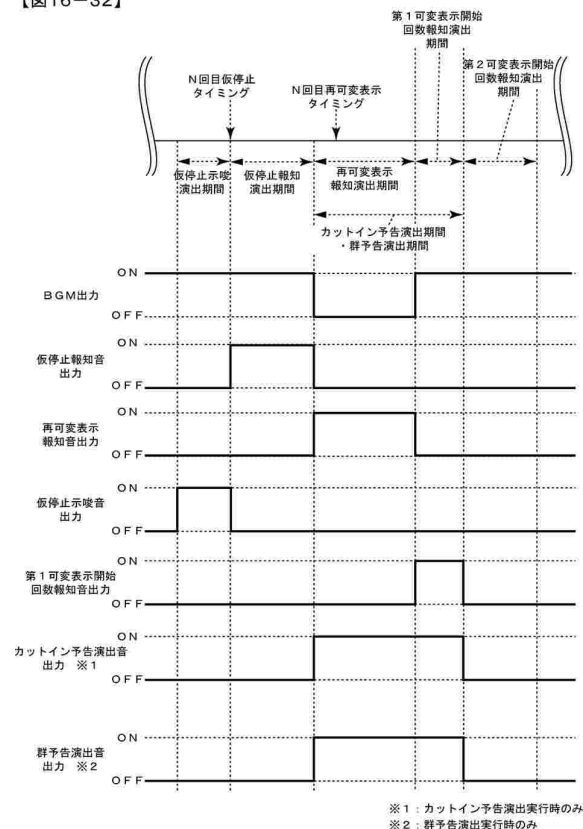 【図16-32】
第1可変表示開始
回数報知演出
期間
第2可変表示開始
回数報知演出
期間
N回目仮停止
タイミング
N回目再可変表示
タイミング
仮停止示唆
演出期間
仮停止報知
演出期間
再可変表示
報知演出期間
カットイン予告演出期間
・群予告演出期間
ON
BGM出力
OFF
ON
仮停止報知音
出力
OFF
ON
再可変表示
報知音出力
OFF
ON
仮停止示唆音
出力
OFF
ON
第1可変表示開始
回数報知音出力
OFF
ON
カットイン予告演出音
出力 ※1
OFF
ON
群予告演出音
出力 ※2
OFF
※1:カットイン予告演出実行時のみ
※2:群予告演出実行時のみ